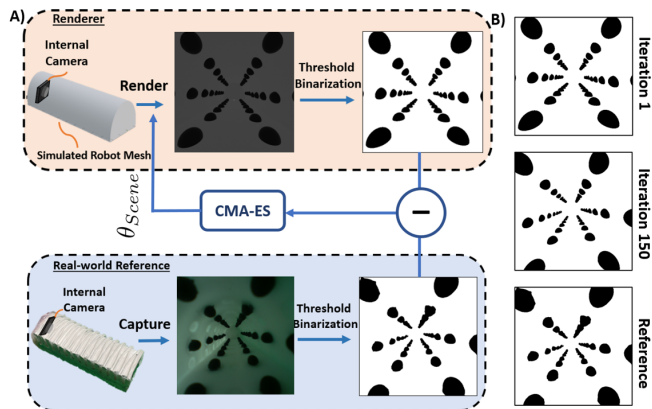 A)
Renderer
Internal
Camera
Render
Threshold
Binarization
Simulated Robot Mesh
θScene
CMA-ES
−
Real-world Reference
Internal
Camera
Capture
Threshold
Binarization
B)
Iteration 1
Iteration 150
Reference